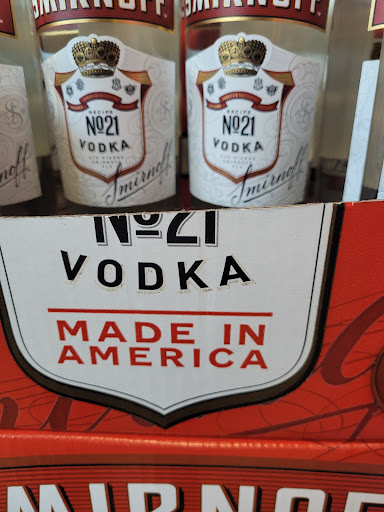 SMIRNOFF
SMIRNOFF
RECIPE
No21
VODKA
Smirnoff
RECIPE
No21
VODKA
Smirnoff
No21
VODKA
MADE IN
AMERICA
SMIRNOFF